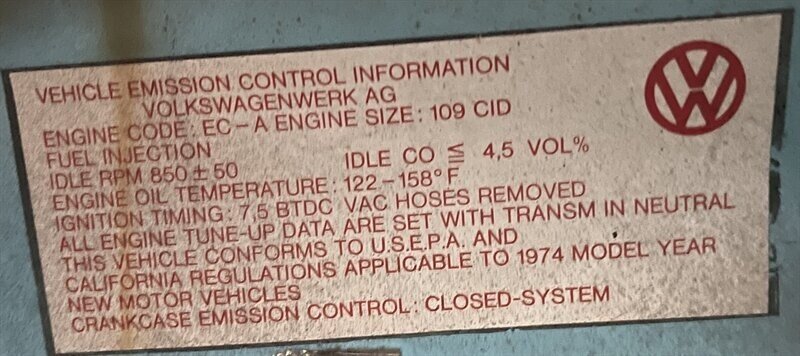 VEHICLE EMISSION CONTROL INFORMATION
VOLKSWAGENWERK AG
ENGINE CODE: EC-A ENGINE SIZE: 109 CID
FUEL INJECTION
IDLE RPM 850 ± 50 IDLE CO ≦ 4,5 VOL%
ENGINE OIL TEMPERATURE: 122-158°F
IGNITION TIMING: 7,5 BTDC VAC HOSES REMOVED
ALL ENGINE TUNE-UP DATA ARE SET WITH TRANSM IN NEUTRAL
THIS VEHICLE CONFORMS TO U.S.E.P.A. AND
CALIFORNIA REGULATIONS APPLICABLE TO 1974 MODEL YEAR
NEW MOTOR VEHICLES
CRANKCASE EMISSION CONTROL: CLOSED-SYSTEM
VW